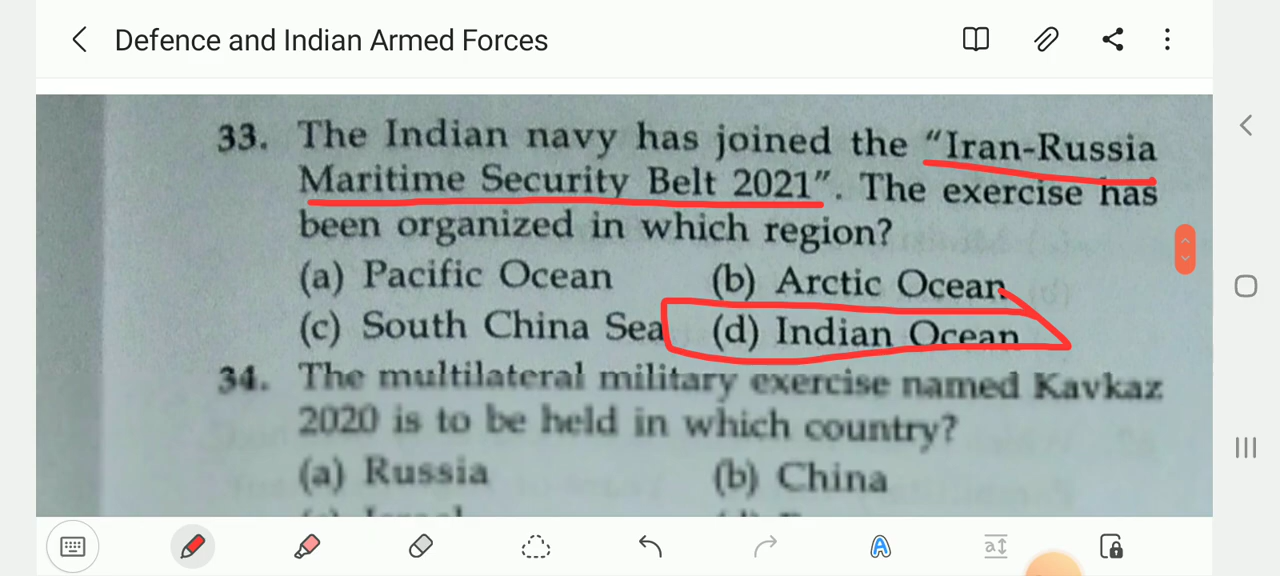 Defence and Indian Armed Forces
33. The Indian navy has joined the “Iran-Russia
Maritime Security Belt 2021”. The exercise has
been organized in which region?
(a) Pacific Ocean (b) Arctic Ocean
(c) South China Sea (d) Indian Ocean
34. The multilateral military exercise named Kavkaz
2020 is to be held in which country?
(a) Russia (b) China